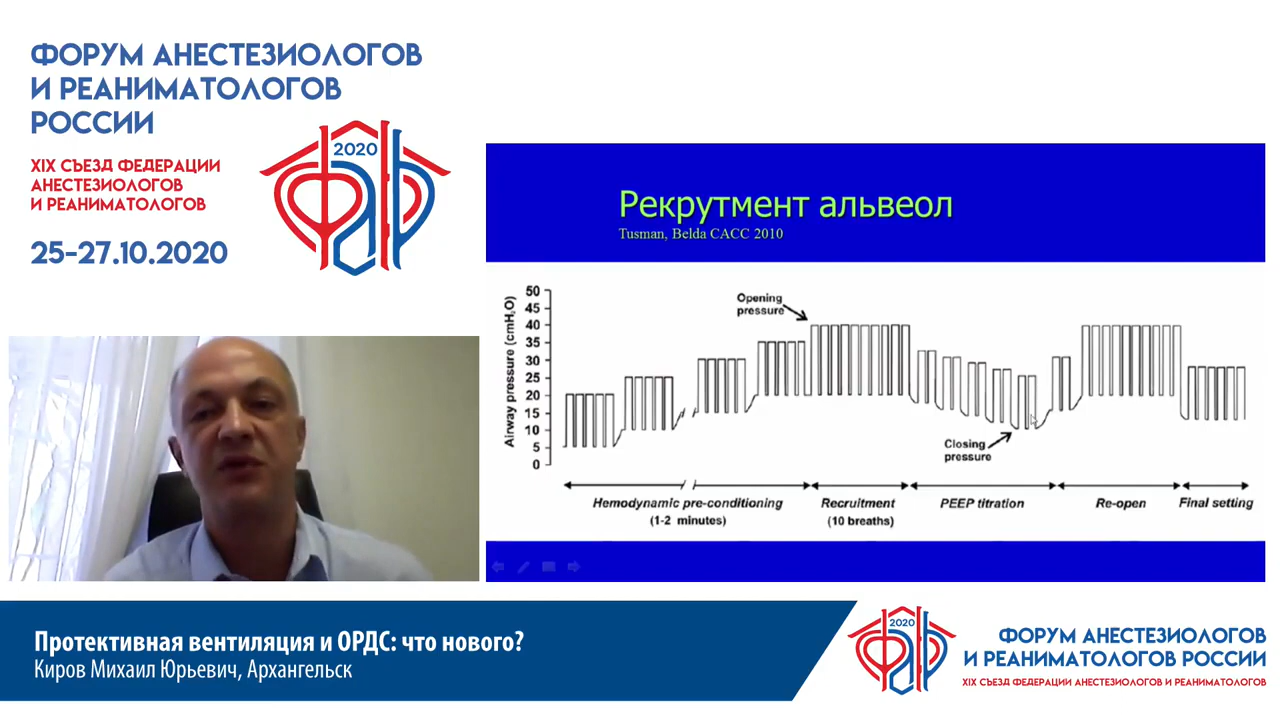 ФОРУМ АНЕСТЕЗИОЛОГОВ
И РЕАНИМАТОЛОГОВ
РОССИИ
XIX СЪЕЗД ФЕДЕРАЦИИ
АНЕСТЕЗИОЛОГОВ
И РЕАНИМАТОЛОГОВ
25-27.10.2020
2020
ФАР
Рекрутмент альвеол
Tusman, Belda CACC 2010
Airway pressure (cmH2O)
50
45
40
35
30
25
20
15
10
5
0
Opening
pressure
Closing
pressure
Hemodynamic pre-conditioning
(1-2 minutes)
Recruitment
(10 breaths)
PEEP titration
Re-open
Final setting
Протективная вентиляция и ОРДС: что нового?
Киров Михаил Юрьевич, Архангельск
2020
ФАР
ФОРУМ АНЕСТЕЗИОЛОГОВ
И РЕАНИМАТОЛОГОВ РОССИИ
XIX СЪЕЗД ФЕДЕРАЦИИ АНЕСТЕЗИОЛОГОВ И РЕАНИМАТОЛОГОВ